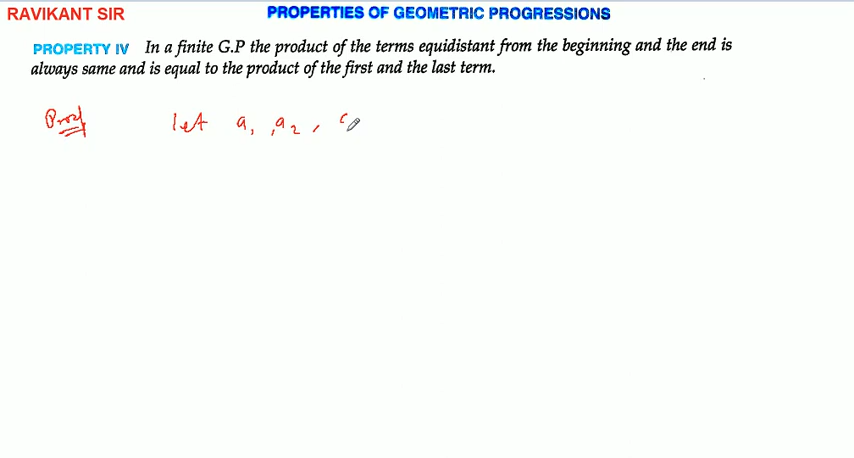 RAVIKANT SIR PROPERTIES OF GEOMETRIC PROGRESSIONS
PROPERTY IV In a finite G.P the product of the terms equidistant from the beginning and the end is
always same and is equal to the product of the first and the last term.
Proof let a₁, a₂,